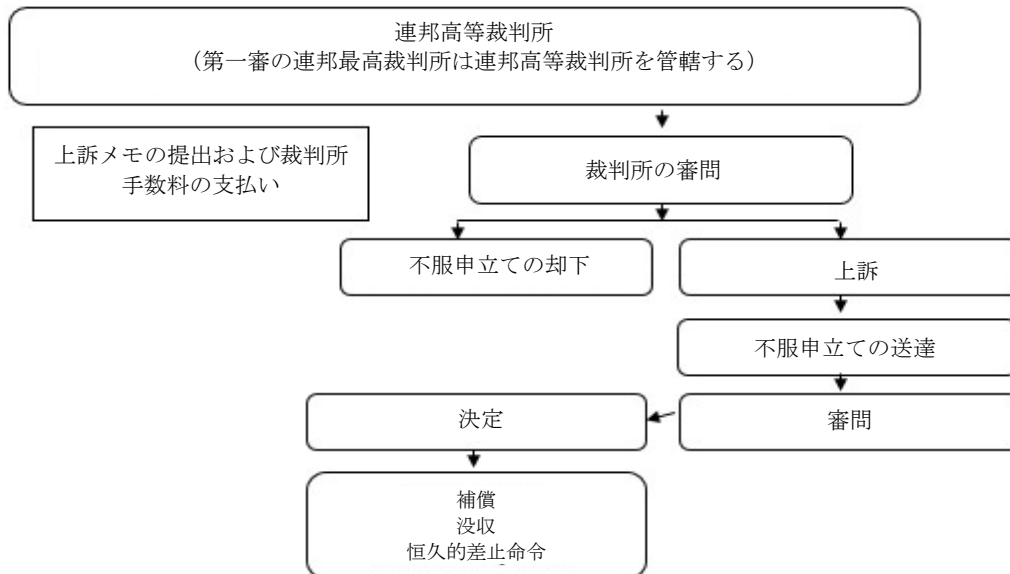 連邦高等裁判所
（第一審の連邦最高裁判所は連邦高等裁判所を管轄する）
上訴メモの提出および裁判所
手数料の支払い
裁判所の審問
不服申立ての却下
上訴
不服申立ての送達
決定
審問
補償
没収
恒久的差止命令